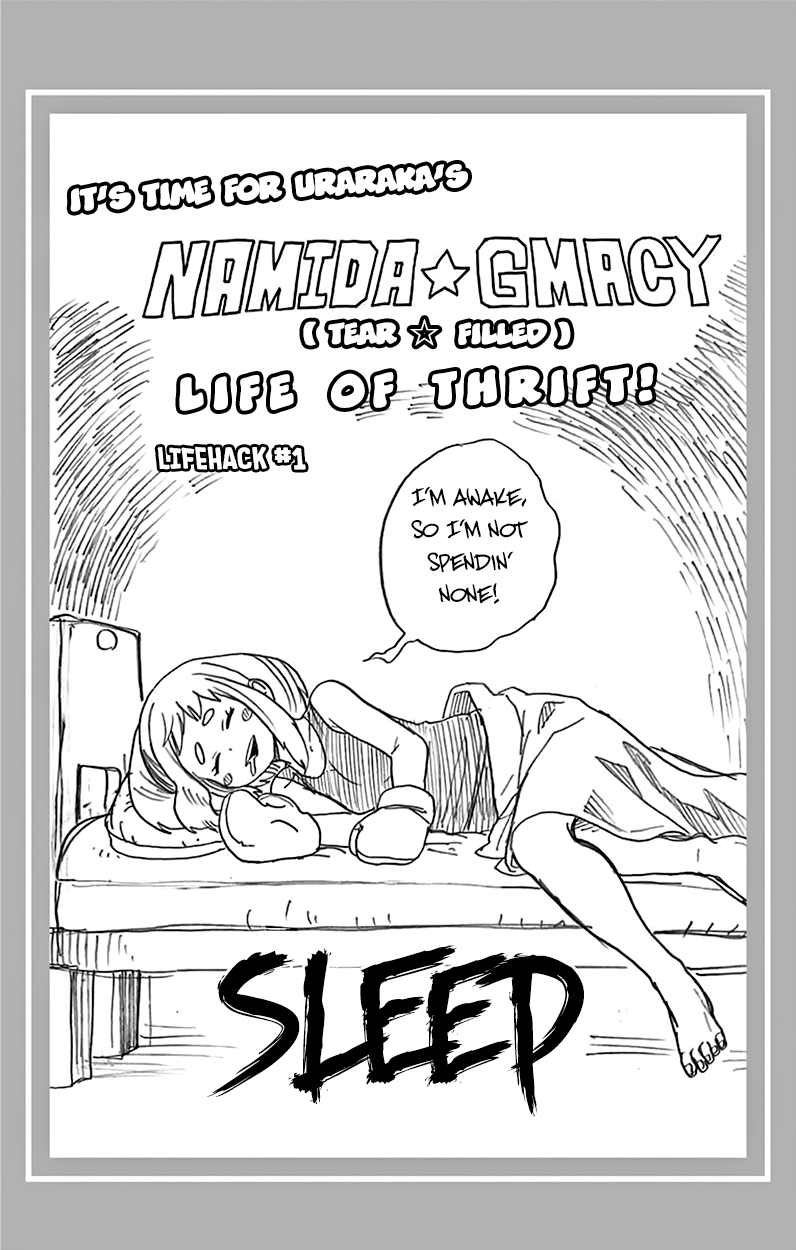 IT'S TIME FOR URARAKA'S
NAMIDA☆GMACY
( TEAR ☆ FILLED )
LIFE OF THRIFT!
LIFEHACK #1
I'M AWAKE,
SO I'M NOT
SPENDIN'
NONE!
SLEEP